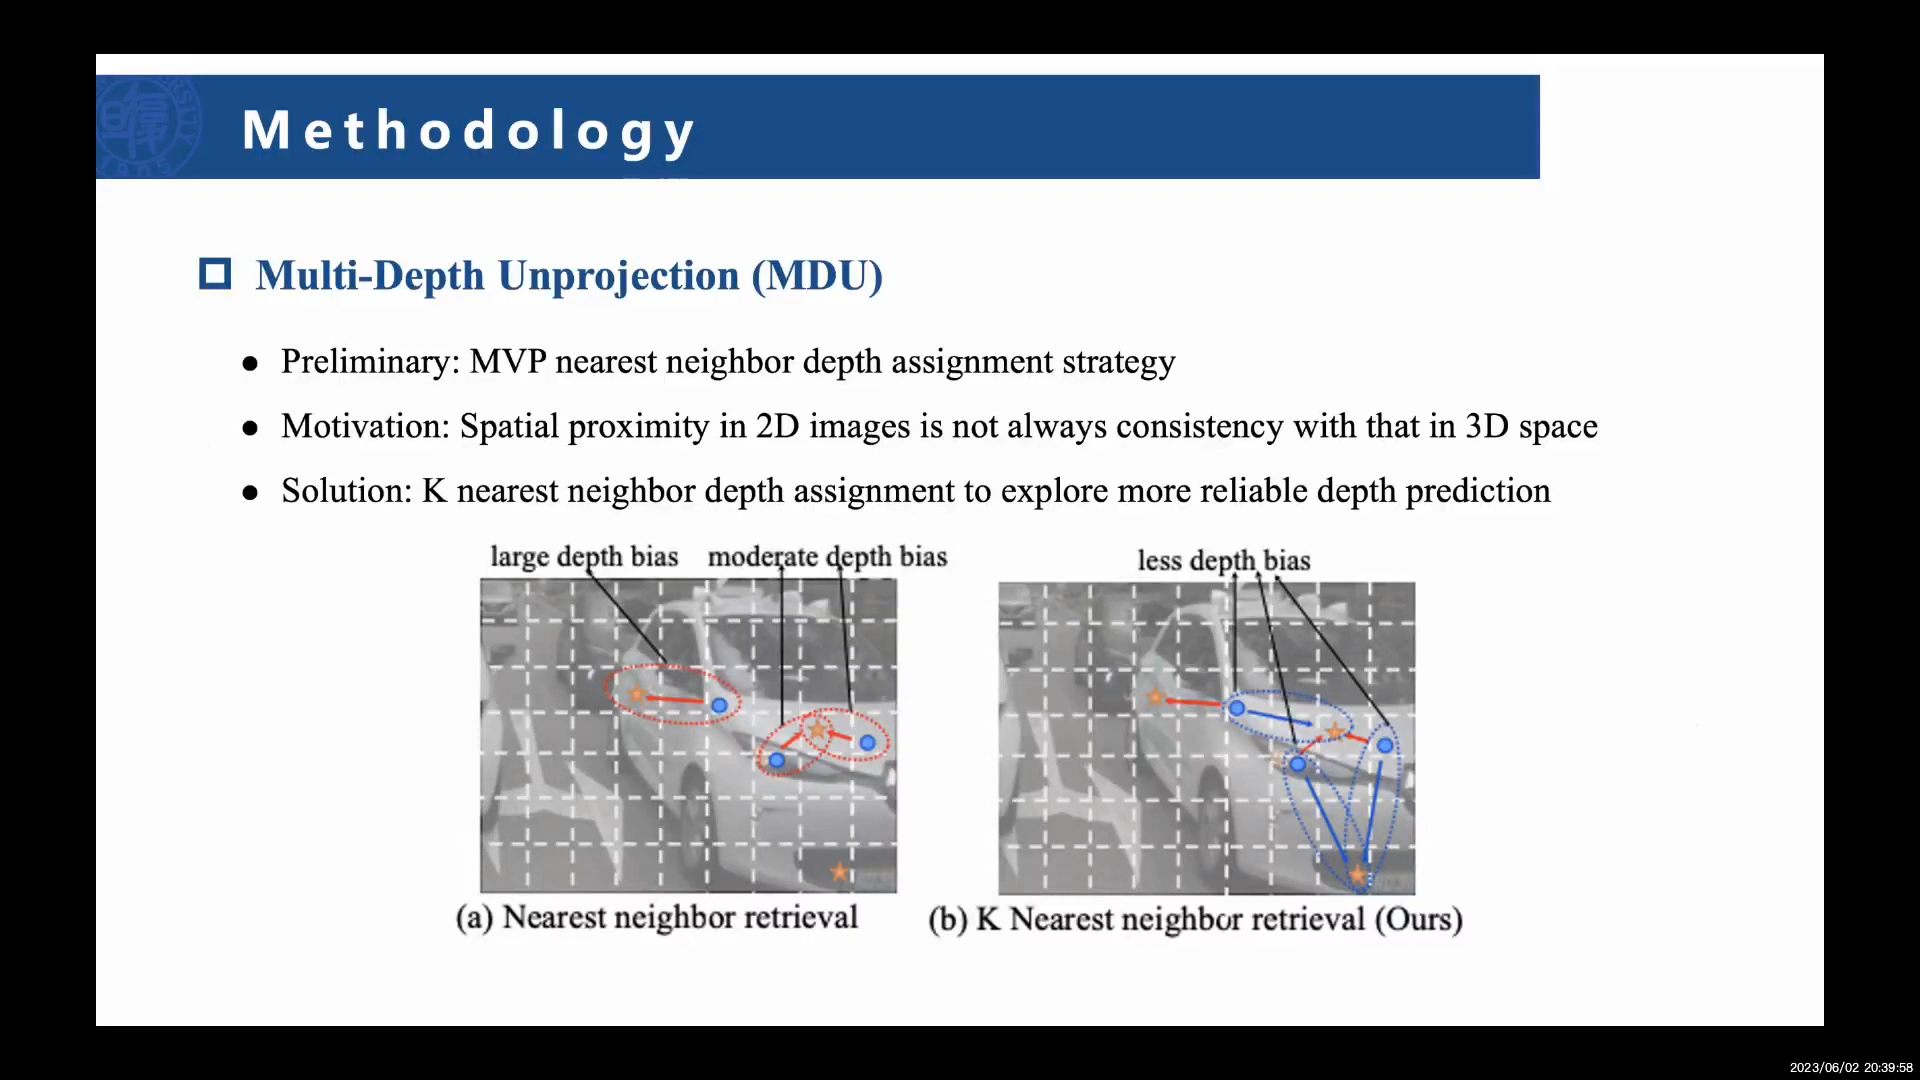 Methodology
Multi-Depth Unprojection (MDU)
● Preliminary: MVP nearest neighbor depth assignment strategy
● Motivation: Spatial proximity in 2D images is not always consistency with that in 3D space
● Solution: K nearest neighbor depth assignment to explore more reliable depth prediction
large depth bias moderate depth bias
less depth bias
(a) Nearest neighbor retrieval
(b) K Nearest neighbor retrieval (Ours)
2023/06/02 20:39:58